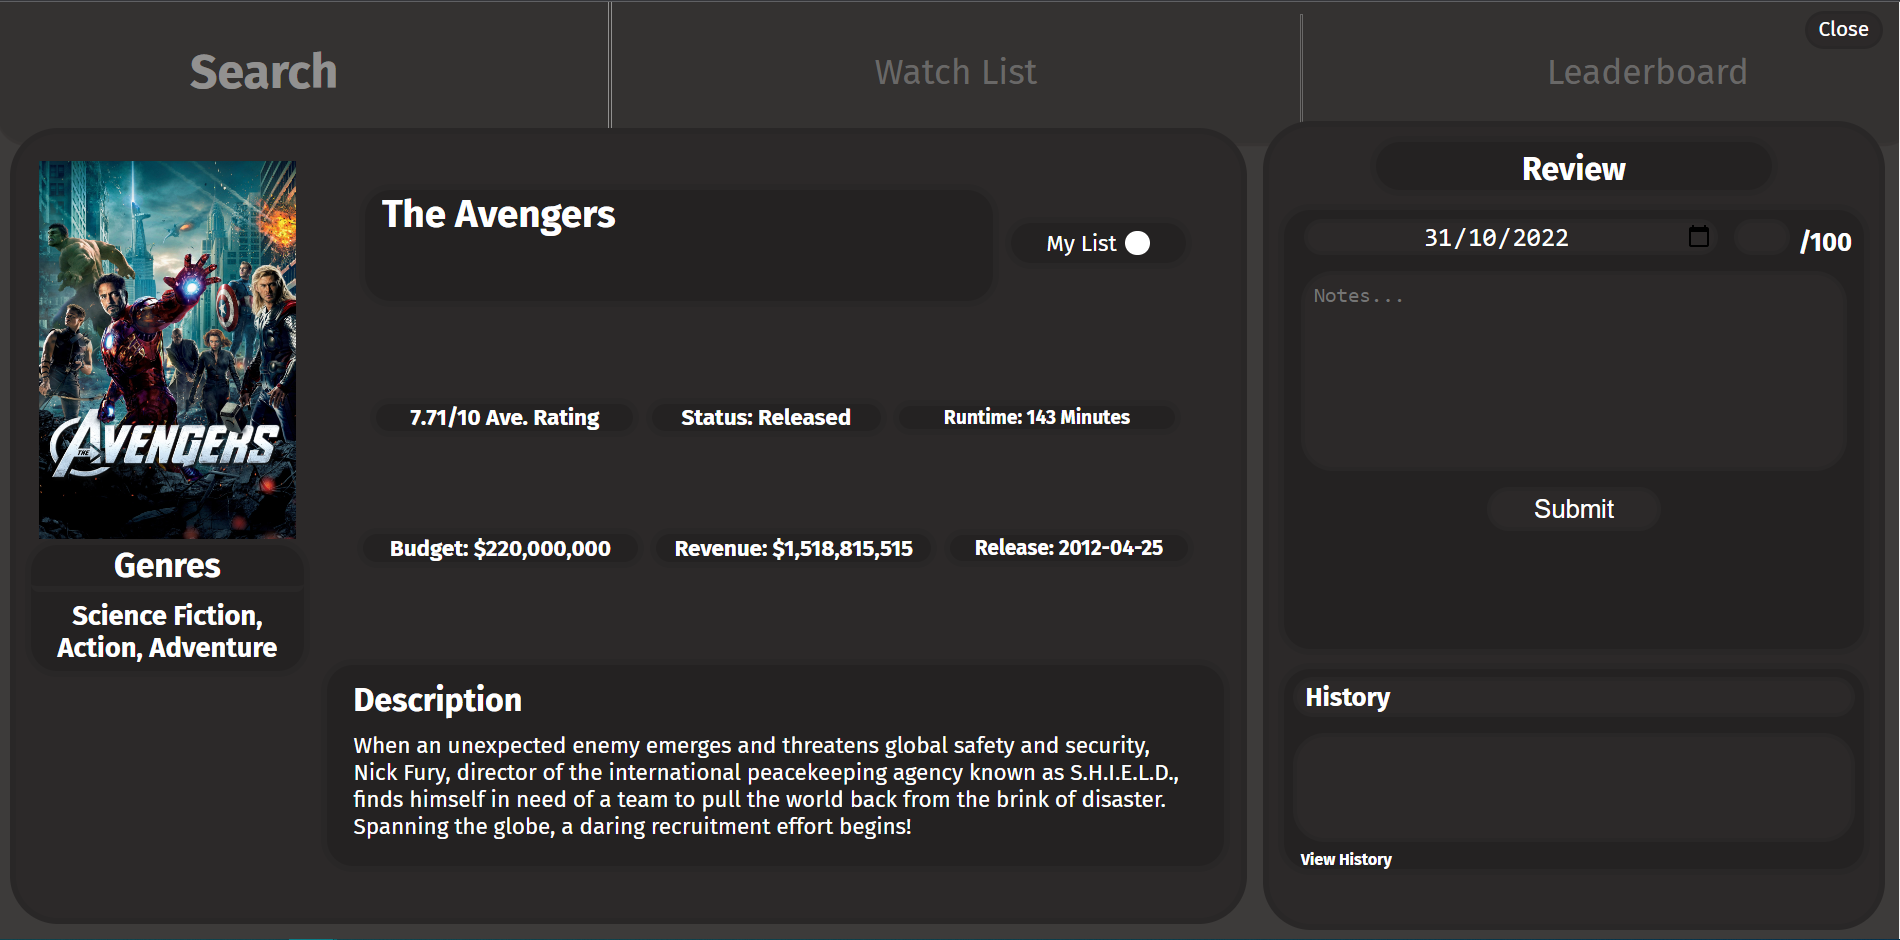 Close
Search
Watch List
Leaderboard
The Avengers
My List
7.71/10 Ave. Rating
Status: Released
Runtime: 143 Minutes
Budget: $220,000,000
Revenue: $1,518,815,515
Release: 2012-04-25
THE AVENGERS
Genres
Science Fiction,
Action, Adventure
Description
When an unexpected enemy emerges and threatens global safety and security,
Nick Fury, director of the international peacekeeping agency known as S.H.I.E.L.D.,
finds himself in need of a team to pull the world back from the brink of disaster.
Spanning the globe, a daring recruitment effort begins!
Review
31/10/2022
/100
Notes...
Submit
History
View History